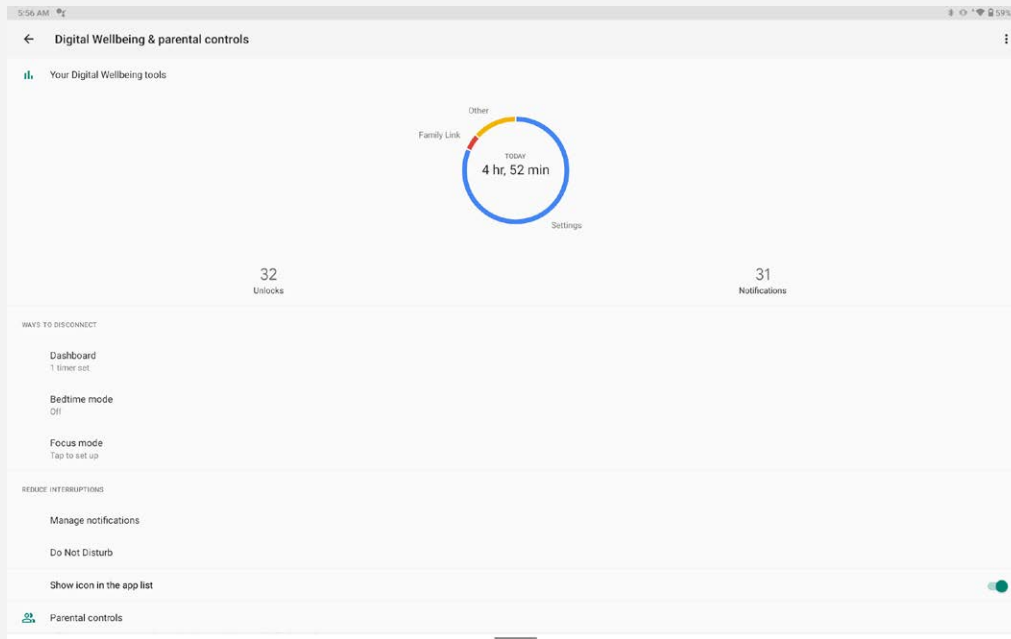 5:56 AM
59%
Digital Wellbeing & parental controls
Your Digital Wellbeing tools
Other
Family Link
TODAY
4 hr, 52 min
Settings
32
Unlocks
31
Notifications
WAYS TO DISCONNECT
Dashboard
1 timer set
Bedtime mode
Off
Focus mode
Tap to set up
REDUCE INTERRUPTIONS
Manage notifications
Do Not Disturb
Show icon in the app list
Parental controls